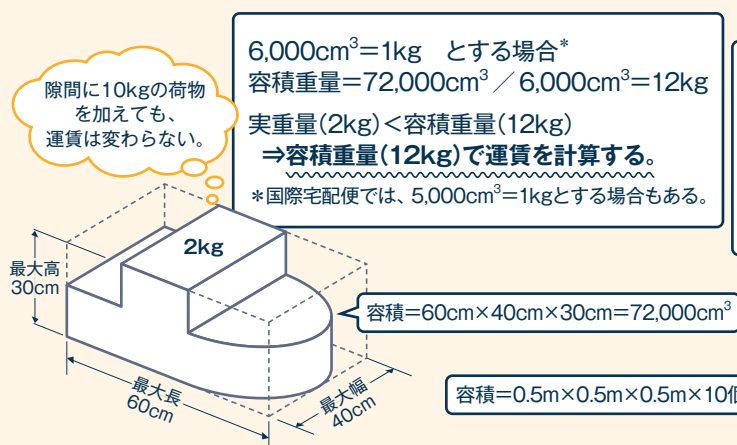 隙間に10kgの荷物
を加えても、
運賃は変わらない。
6,000cm³=1kg　とする場合*
容積重量=72,000cm³／6,000cm³=12kg
実重量(2kg)<容積重量(12kg)
⇒容積重量(12kg)で運賃を計算する。
*国際宅配便では、5,000cm³=1kgとする場合もある。
2kg
最大高
30cm
容積=60cm×40cm×30cm=72,000cm³
最大長
60cm
最大幅
40cm
容積=0.5m×0.5m×0.5m×10個